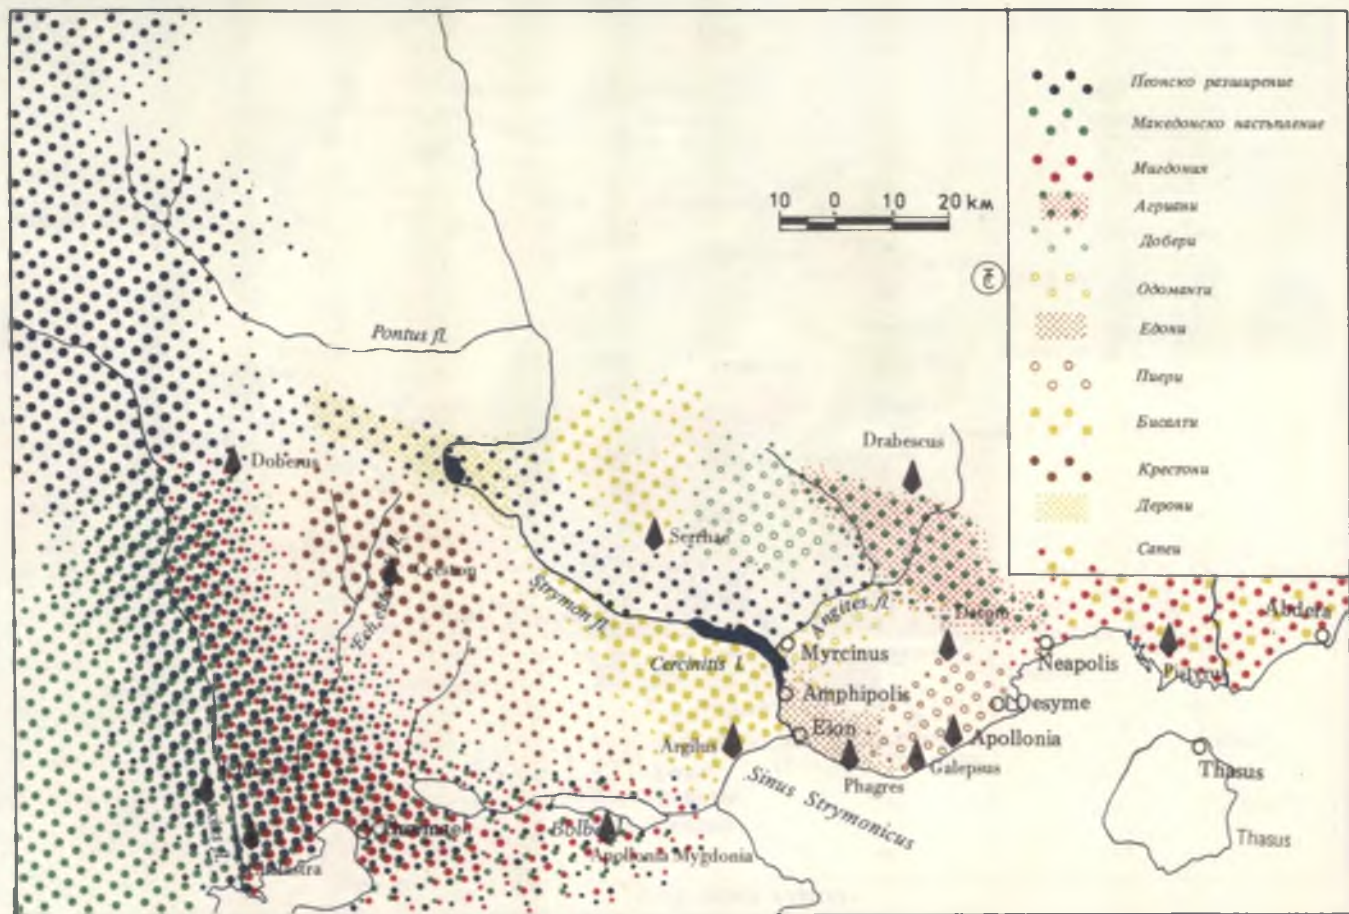 Пеонско разширение
Македонско настъпление
Мигдония
Агриани
Добери
Одоманти
Едони
Пиери
Бисалти
Крестони
Дерони
Сапеи
10 0 10 20 км
Pontus fl.
Doberus
Drabescus
Serrhae
Strymon fl.
Angites fl.
Cercinitis l.
Myrcinus
Amphipolis
Eion
Argilus
Phagres
Galepsus
Apollonia
Oesyme
Neapolis
Abdera
Sinus Strymonicus
Thasus
Thasus
Apollonia Mygdonia